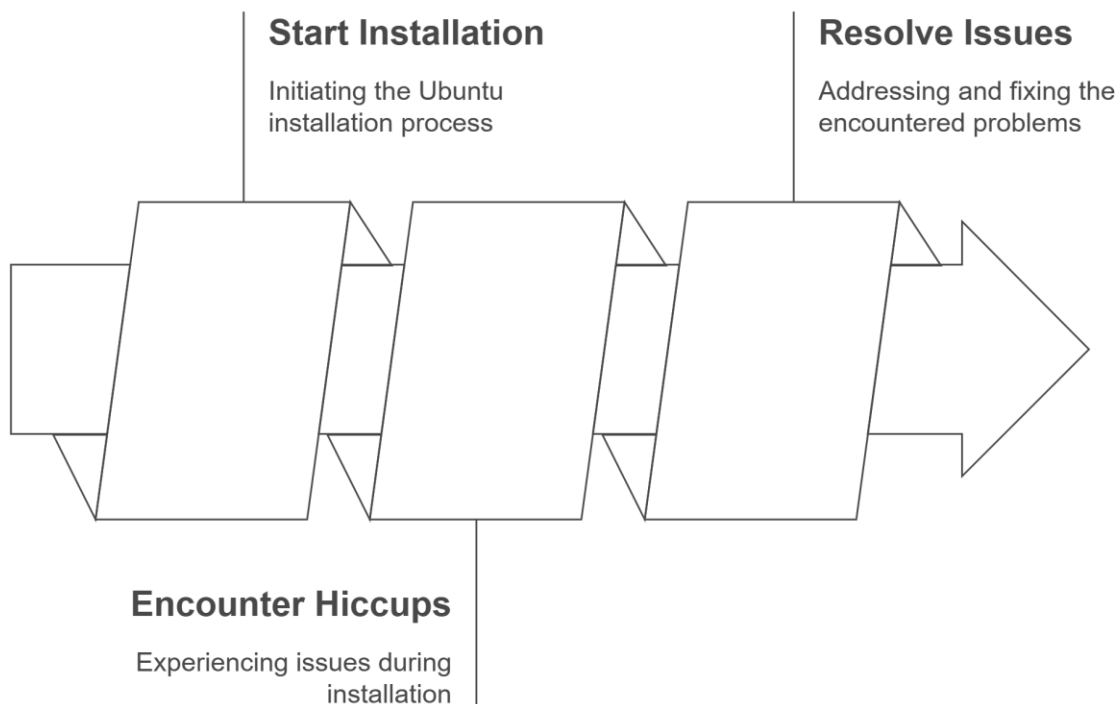 Start Installation
Initiating the Ubuntu
installation process
Resolve Issues
Addressing and fixing the
encountered problems
Encounter Hiccups
Experiencing issues during
installation